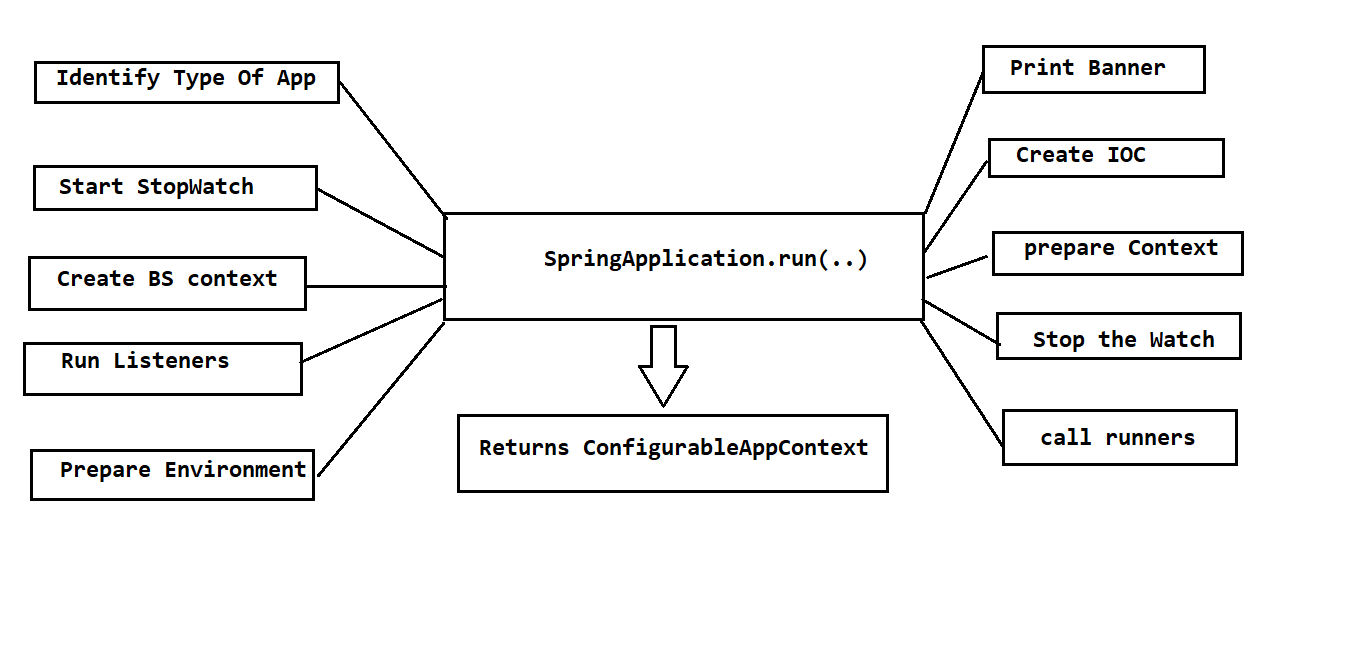 Identify Type Of App
Start StopWatch
Create BS context
Run Listeners
Prepare Environment
SpringApplication.run(..)
Returns ConfigurableAppContext
Print Banner
Create IOC
prepare Context
Stop the Watch
call runners